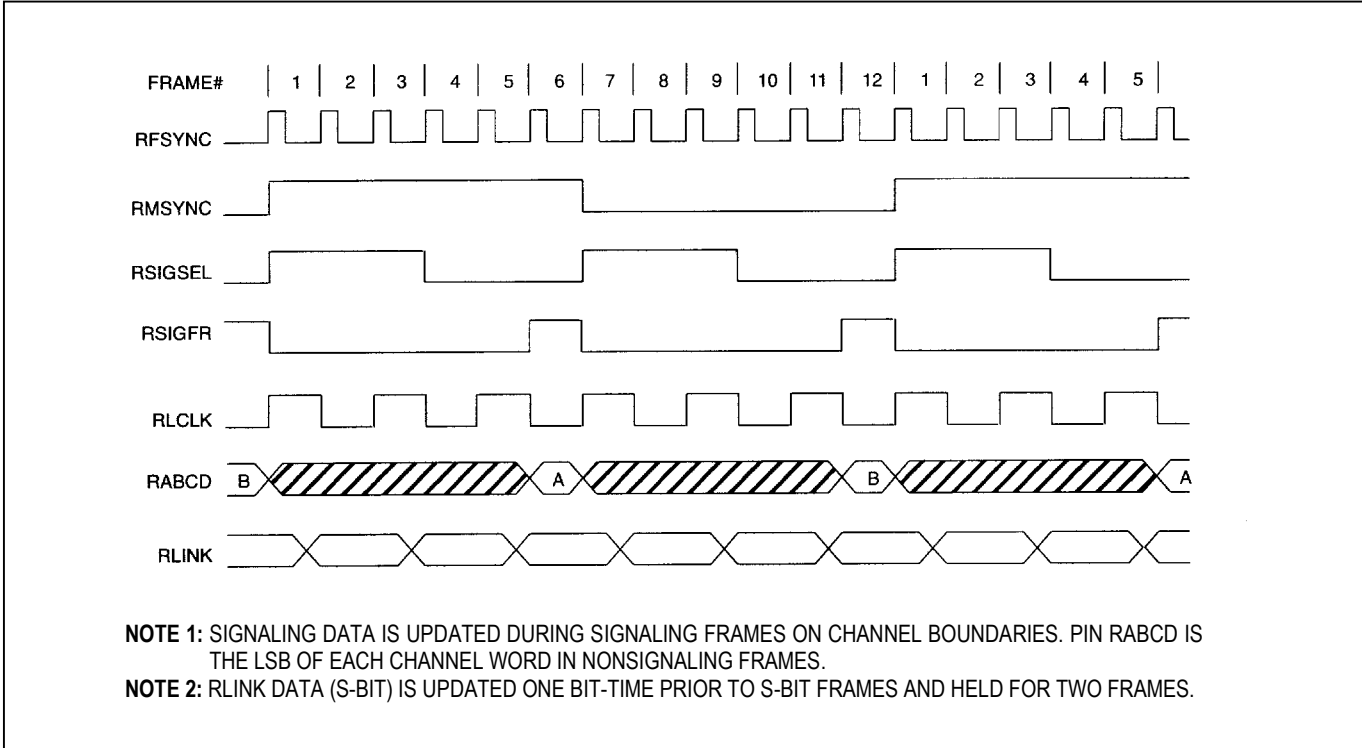 FRAME# 1 2 3 4 5 6 7 8 9 10 11 12 1 2 3 4 5
RFSYNC
RMSYNC
RSIGSEL
RSIGFR
RLCLK
RABCD B A B A
RLINK
NOTE 1: SIGNALING DATA IS UPDATED DURING SIGNALING FRAMES ON CHANNEL BOUNDARIES. PIN RABCD IS
THE LSB OF EACH CHANNEL WORD IN NONSIGNALING FRAMES.
NOTE 2: RLINK DATA (S-BIT) IS UPDATED ONE BIT-TIME PRIOR TO S-BIT FRAMES AND HELD FOR TWO FRAMES.